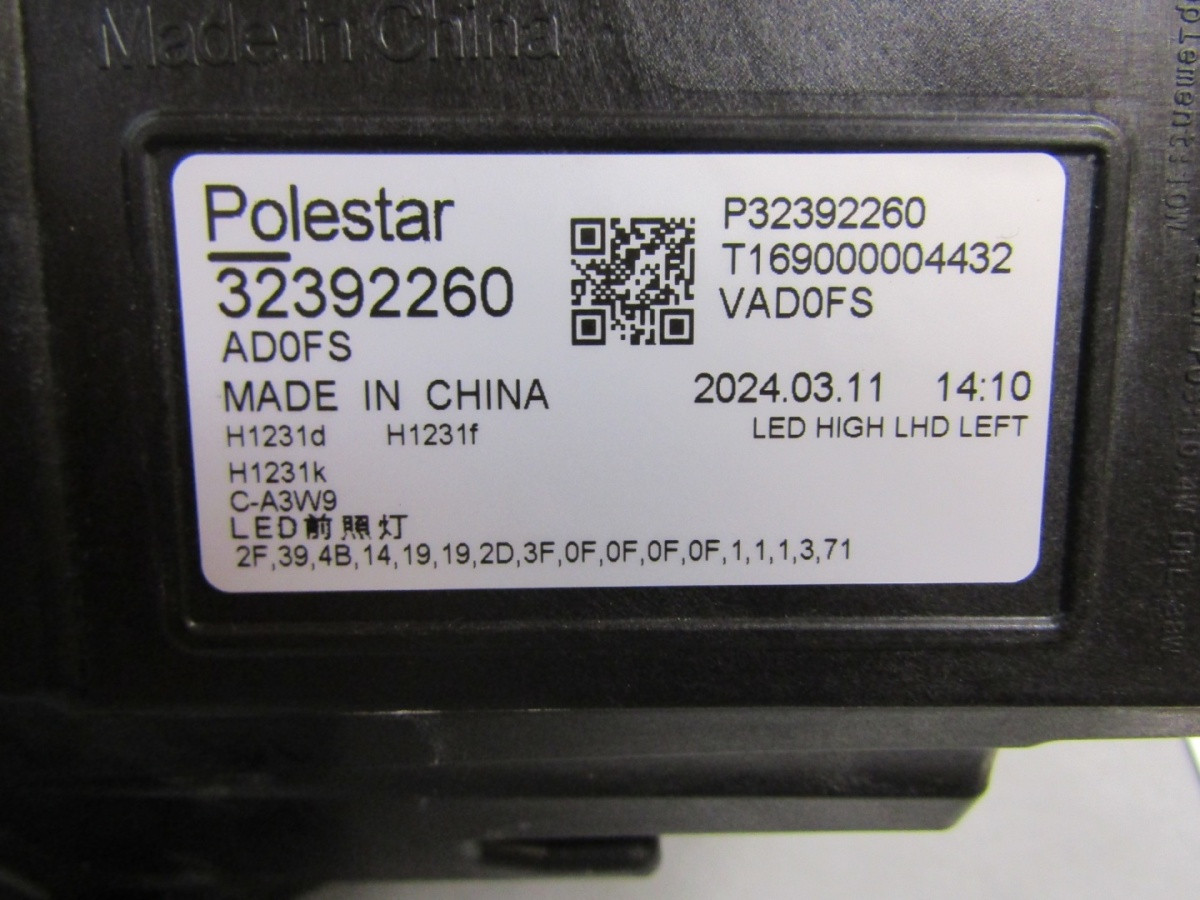 Made in China
Polestar
32392260
AD0FS
MADE IN CHINA
H1231d H1231f
H1231k
C-A3W9
LED前照灯
2F,39,4B,14,19,19,2D,3F,0F,0F,0F,0F,1,1,1,3,71
P32392260
T169000004432
VAD0FS
2024.03.11 14:10
LED HIGH LHD LEFT